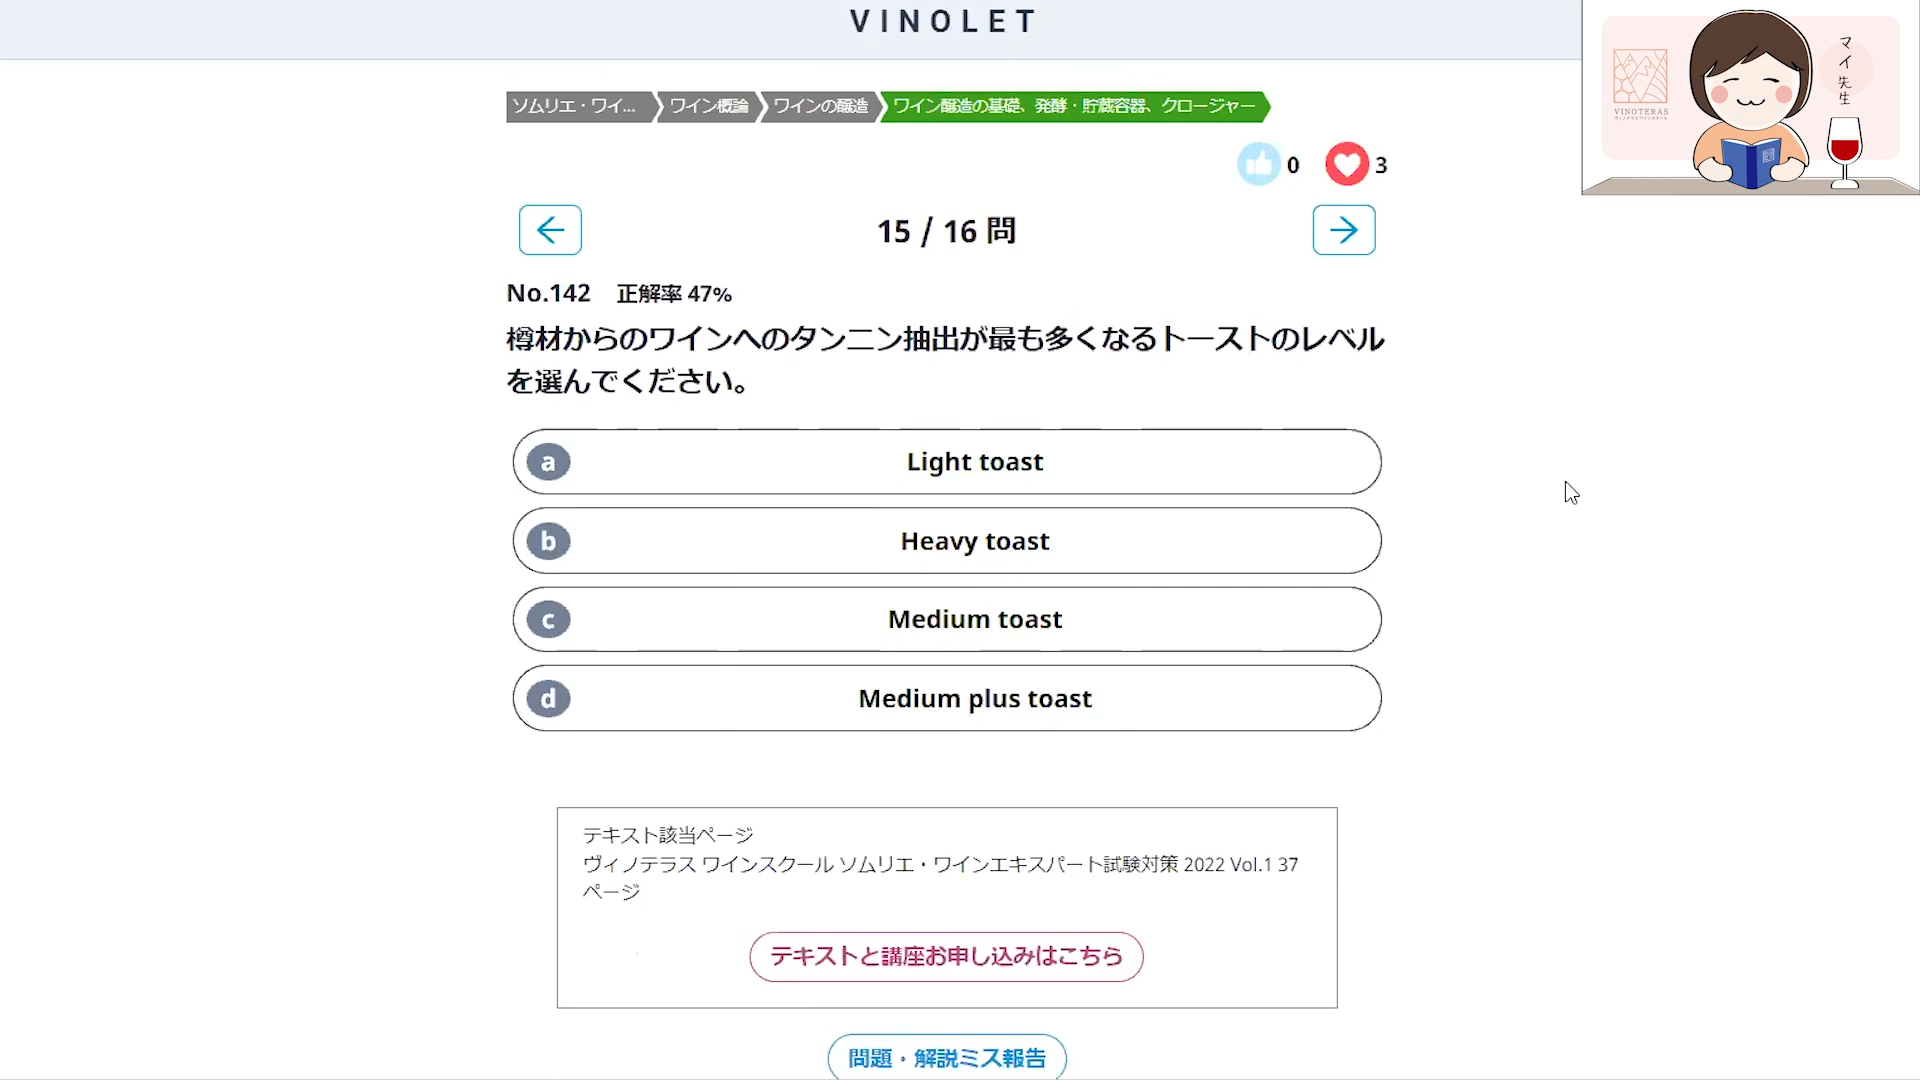 VINOLET
マイ先生
VINOTERAS
ソムリエ・ワイ... ワイン概論 ワインの醸造 ワイン醸造の基礎、発酵・貯蔵容器、クロージャー
0 3
15 / 16 問
No.142 正解率 47%
樽材からのワインへのタンニン抽出が最も多くなるトーストのレベル
を選んでください。
a Light toast
b Heavy toast
c Medium toast
d Medium plus toast
テキスト該当ページ
ヴィノテラス ワインスクール ソムリエ・ワインエキスパート試験対策 2022 Vol.1 37
ページ
テキストと講座お申し込みはこちら
問題・解説ミス報告